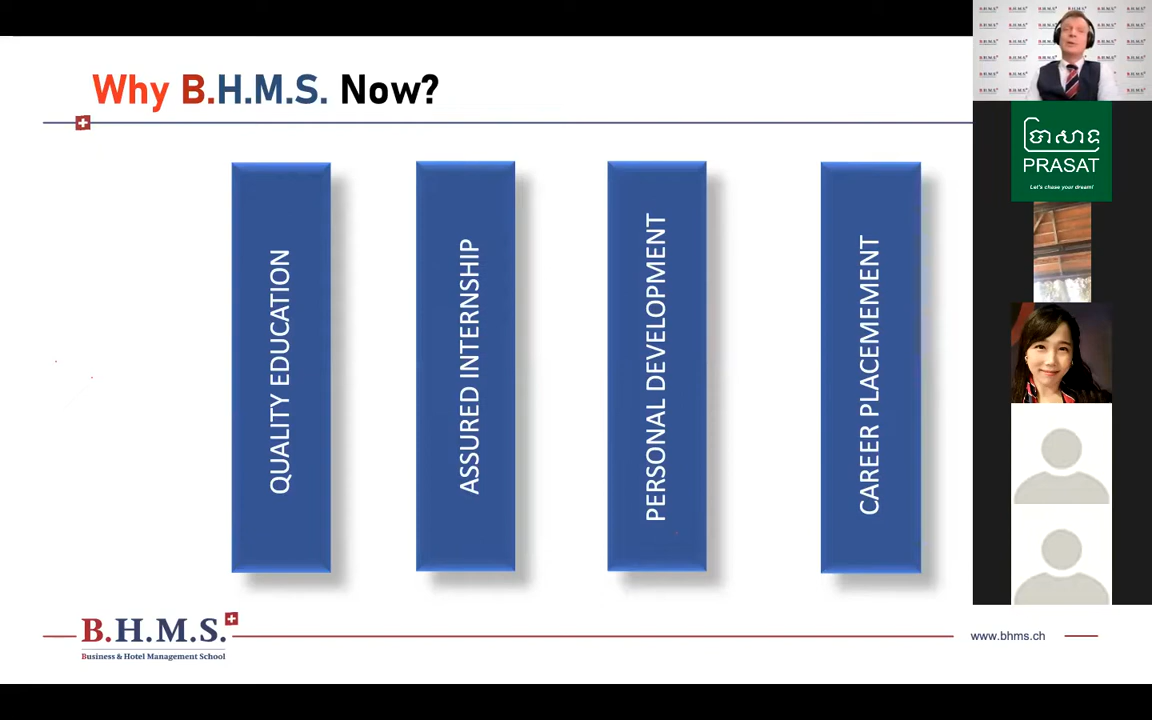 Why B.H.M.S. Now?
QUALITY EDUCATION
ASSURED INTERNSHIP
PERSONAL DEVELOPMENT
CAREER PLACEMEMENT
B.H.M.S.
Business & Hotel Management School
www.bhms.ch
ប្រាសាទ
PRASAT
Let's chase your dream!